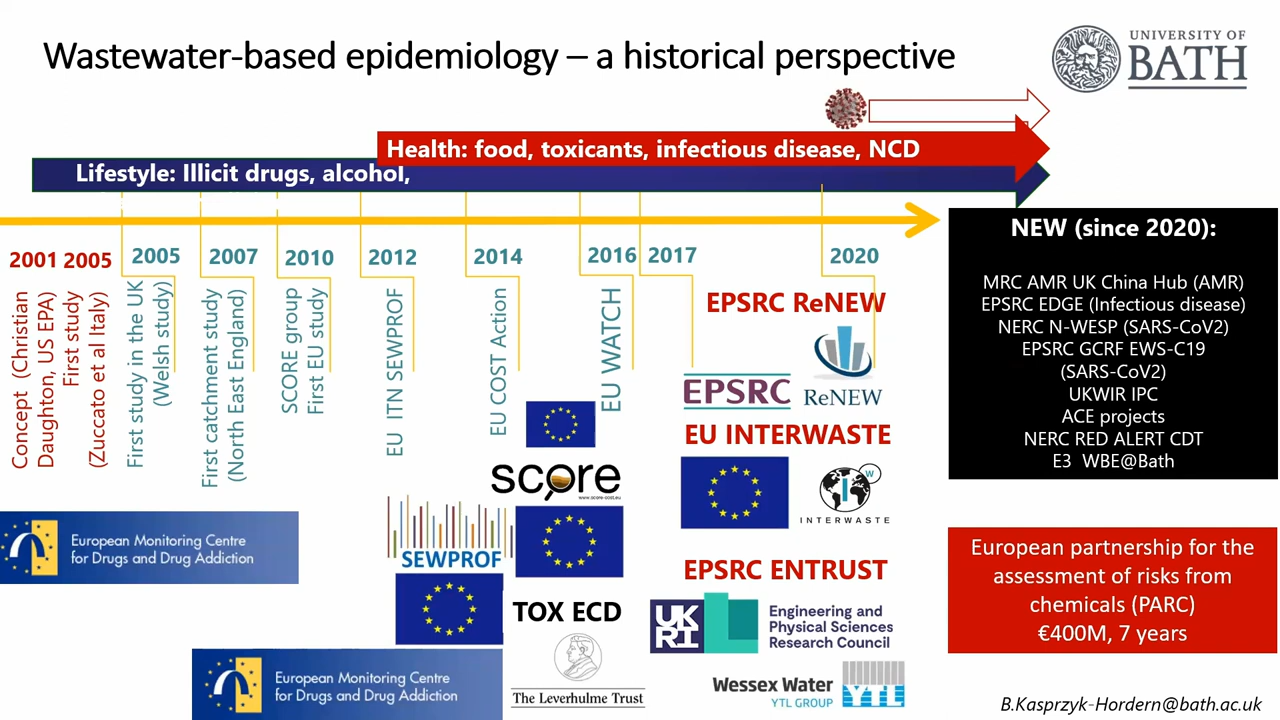 Wastewater-based epidemiology – a historical perspective
UNIVERSITY OF
BATH
Health: food, toxicants, infectious disease, NCD
Lifestyle: Illicit drugs, alcohol,
2001
2005
2005
2007
2010
2012
2014
2016
2017
2020
Concept (Christian
Daughton, US EPA)
First study
(Zuccato et al Italy)
First study in the UK
(Welsh study)
First catchment study
(North East England)
SCORE group
First EU study
EU ITN SEWPROF
EU COST Action
EU WATCH
EPSRC ReNEW
EPSRC
ReNEW
EU INTERWASTE
W
INTERWASTE
EPSRC ENTRUST
UK
RI
Engineering and
Physical Sciences
Research Council
Wessex Water
YTL GROUP
YTL
score
www.score-cost.eu
SEWPROF
TOX ECD
The Leverhulme Trust
European Monitoring Centre
for Drugs and Drug Addiction
European Monitoring Centre
for Drugs and Drug Addiction
NEW (since 2020):
MRC AMR UK China Hub (AMR)
EPSRC EDGE (Infectious disease)
NERC N-WESP (SARS-CoV2)
EPSRC GCRF EWS-C19
(SARS-CoV2)
UKWIR IPC
ACE projects
NERC RED ALERT CDT
E3 WBE@Bath
European partnership for the
assessment of risks from
chemicals (PARC)
€400M, 7 years
B.Kasprzyk-Hordern@bath.ac.uk